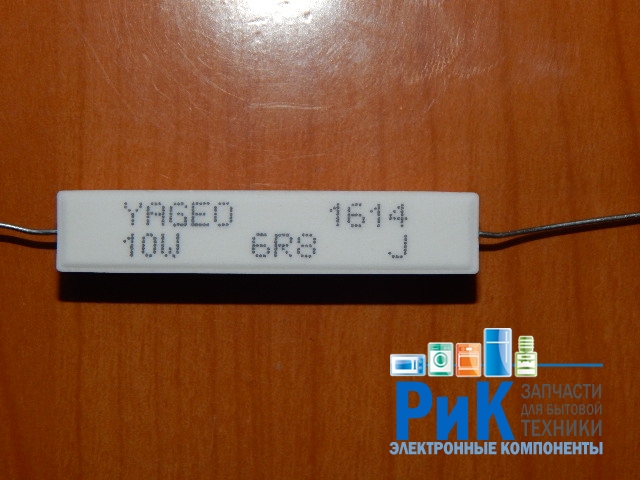 YAGEO 1614
10W 6R8 J
РиК
ЗАПЧАСТИ
ДЛЯ БЫТОВОЙ
ТЕХНИКИ
ЭЛЕКТРОННЫЕ КОМПОНЕНТЫ